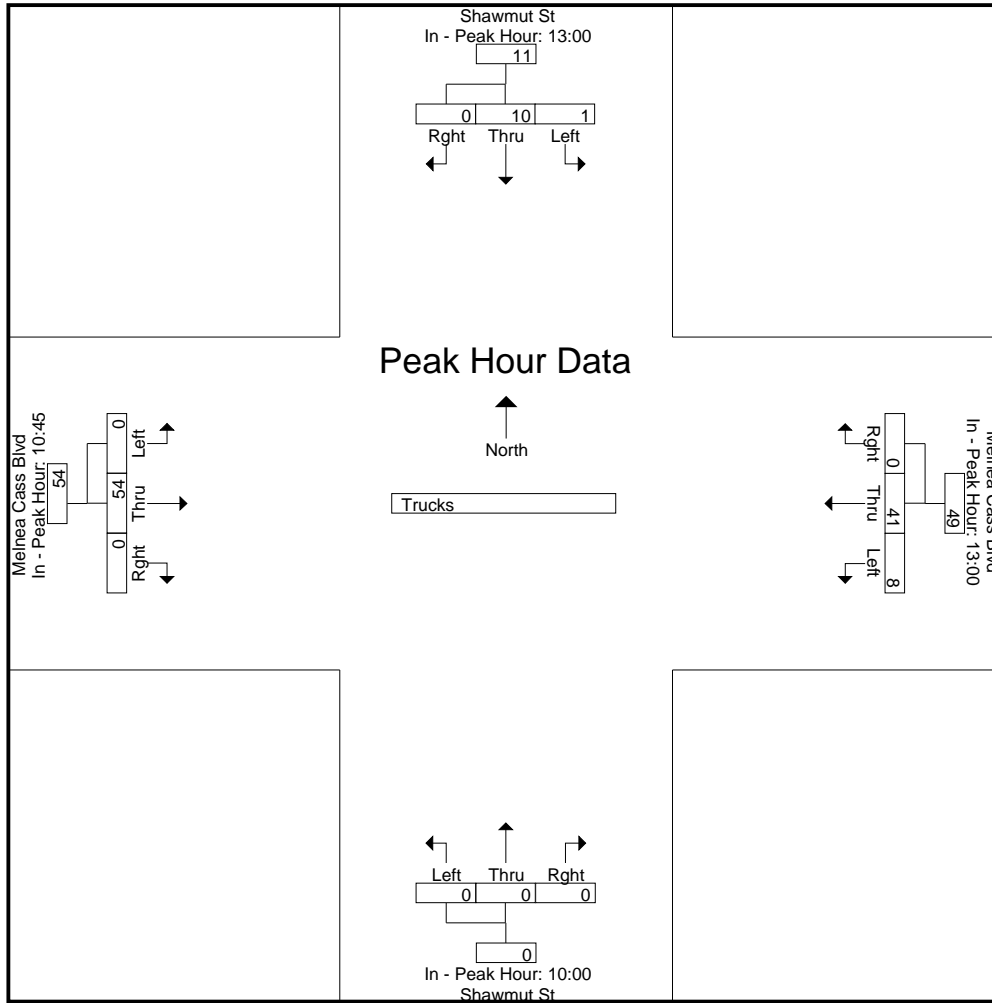 Shawmut St
In - Peak Hour: 13:00
11
0 10 1
Rght Thru Left
Peak Hour Data
North
Trucks
Melnea Cass Blvd
In - Peak Hour: 10:45
54
0 54 0
Left Thru Rght
Melnea Cass Blvd
In - Peak Hour: 13:00
49
0 41 8
Rght Thru Left
Left Thru Rght
0 0 0
0
In - Peak Hour: 10:00
Shawmut St